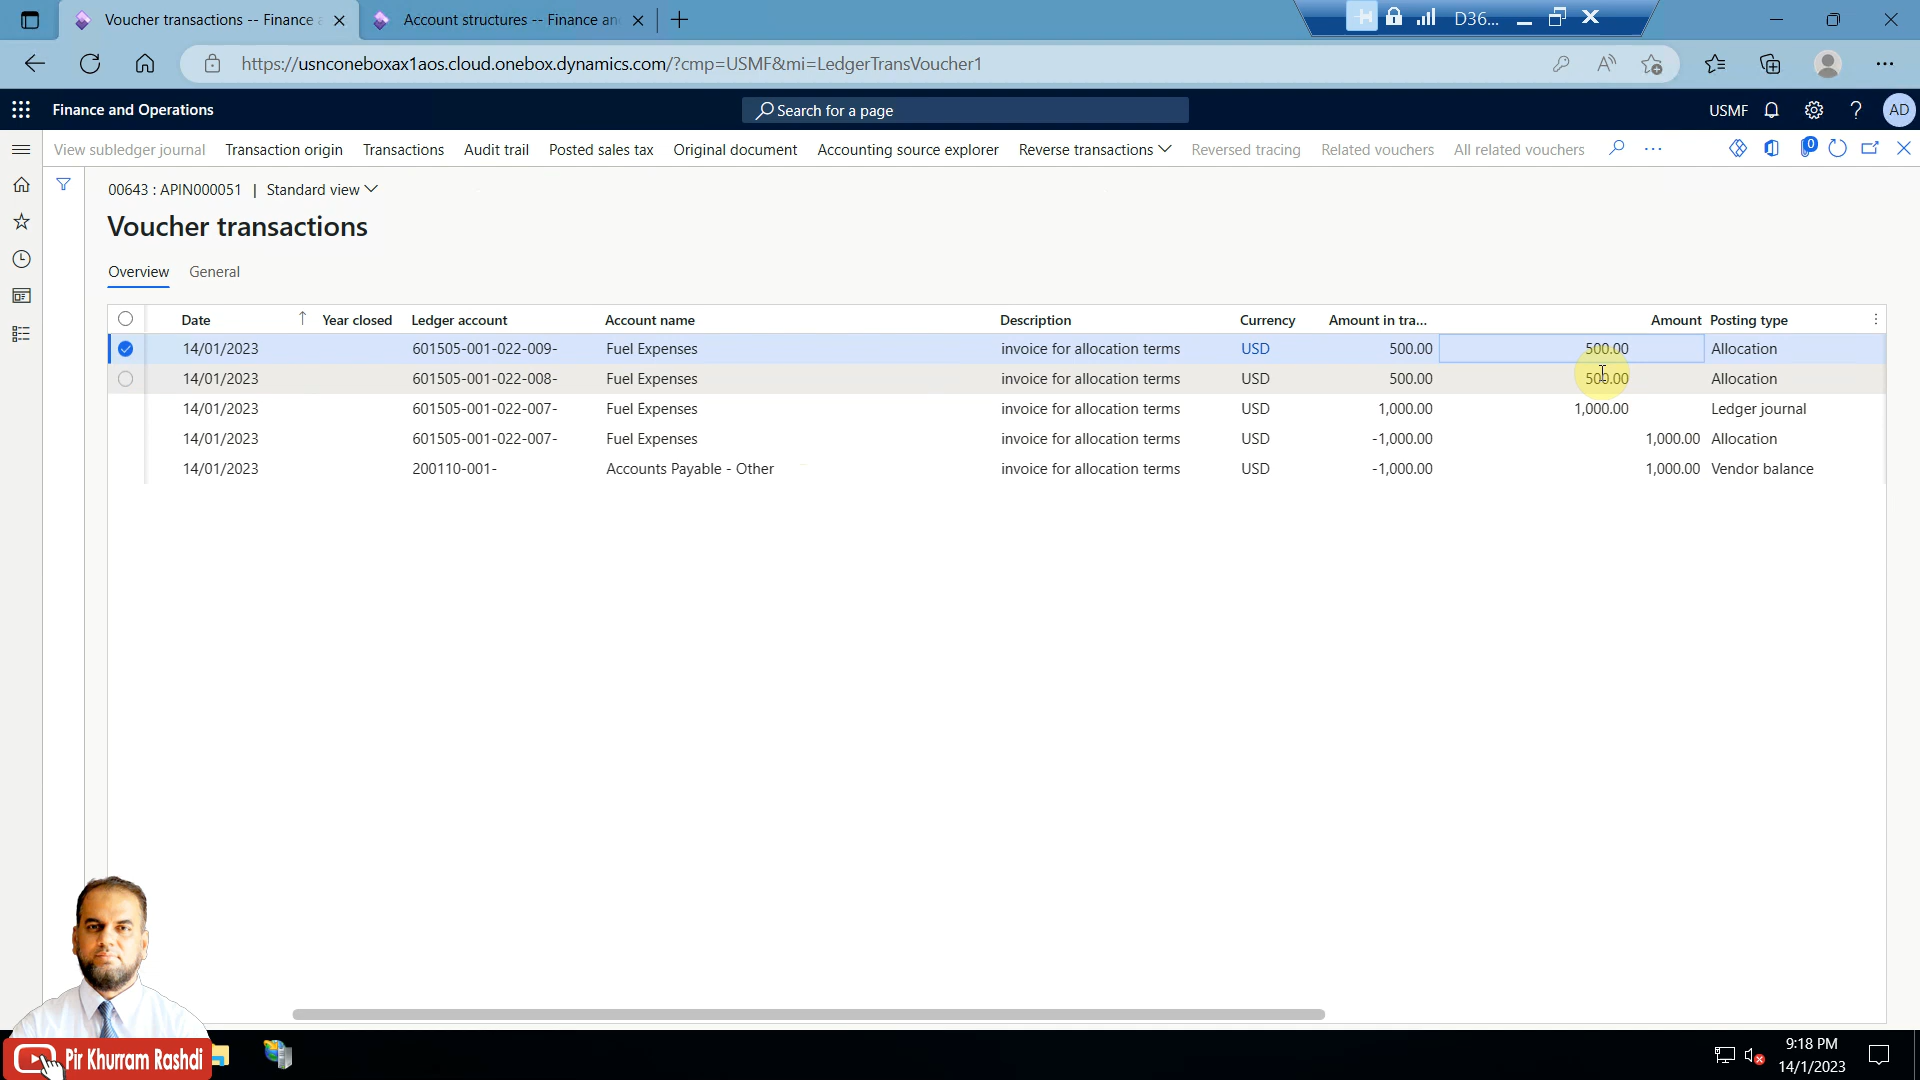 Voucher transactions -- Finance a
Account structures -- Finance an
D36...
https://usnconeboxax1aos.cloud.onebox.dynamics.com/?cmp=USMF&mi=LedgerTransVoucher1
Finance and Operations
Search for a page
USMF
AD
View subledger journal
Transaction origin
Transactions
Audit trail
Posted sales tax
Original document
Accounting source explorer
Reverse transactions
Reversed tracing
Related vouchers
All related vouchers
0
00643 : APIN000051 | Standard view
Voucher transactions
Overview General
Date Year closed Ledger account Account name Description Currency Amount in tra... Amount Posting type
14/01/2023 601505-001-022-009- Fuel Expenses invoice for allocation terms USD 500.00 500.00 Allocation
14/01/2023 601505-001-022-008- Fuel Expenses invoice for allocation terms USD 500.00 500.00 Allocation
14/01/2023 601505-001-022-007- Fuel Expenses invoice for allocation terms USD 1,000.00 1,000.00 Ledger journal
14/01/2023 601505-001-022-007- Fuel Expenses invoice for allocation terms USD -1,000.00 1,000.00 Allocation
14/01/2023 200110-001- Accounts Payable - Other invoice for allocation terms USD -1,000.00 1,000.00 Vendor balance
Pir Khurram Rashdi
9:18 PM
14/1/2023